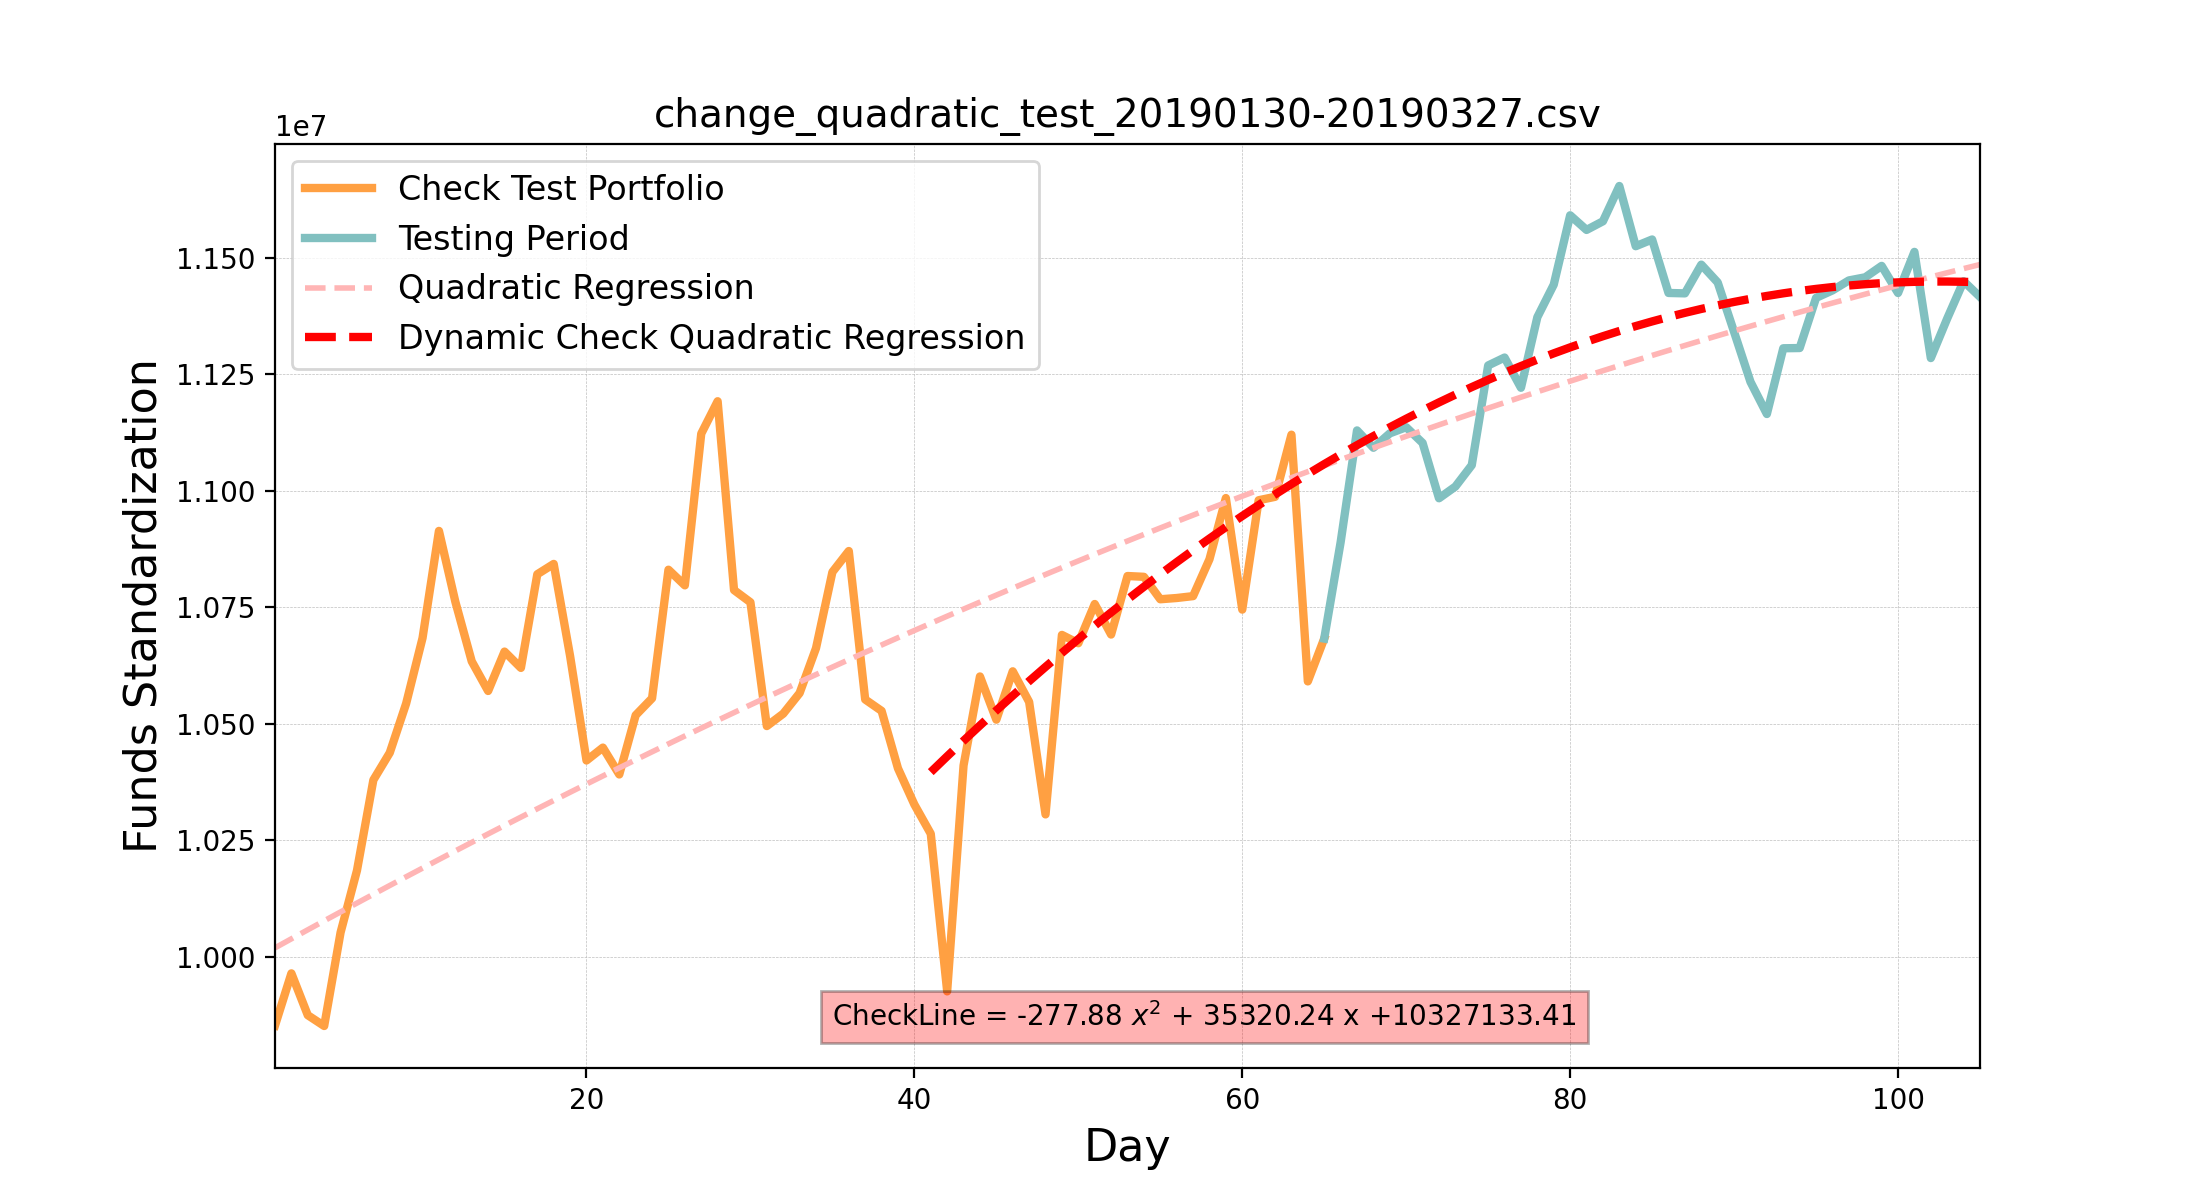 change_quadratic_test_20190130-20190327.csv
1e7
Check Test Portfolio
Testing Period
Quadratic Regression
Dynamic Check Quadratic Regression
1.150
1.125
1.100
1.075
1.050
1.025
1.000
Funds Standardization
CheckLine = -277.88 x² + 35320.24 x +10327133.41
20 40 60 80 100
Day